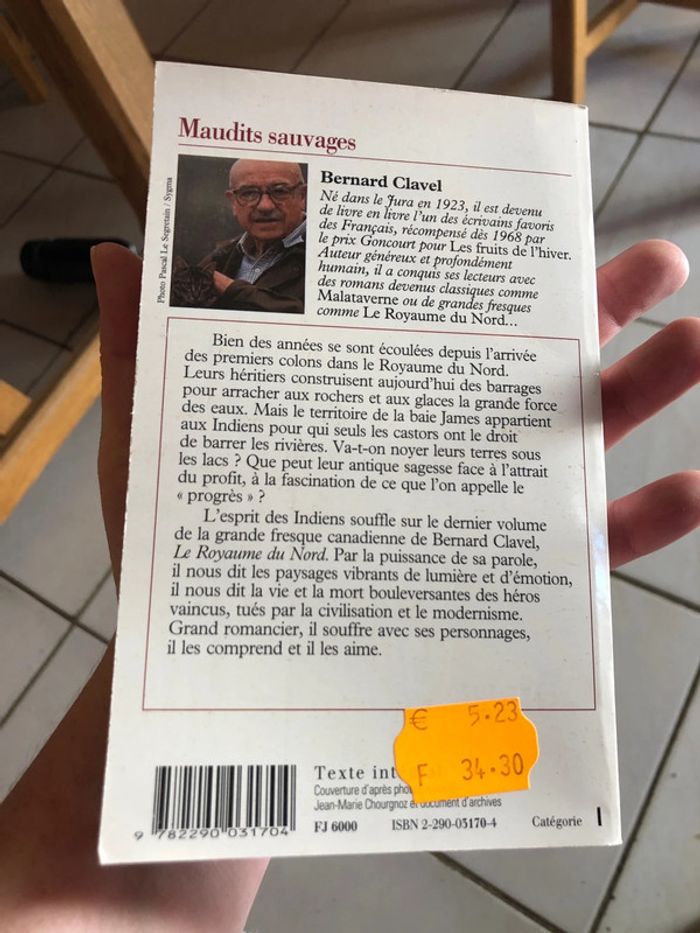 Maudits sauvages
Photo Pascal Le Segretain / Sygma
Bernard Clavel
Né dans le Jura en 1923, il est devenu
de livre en livre l'un des écrivains favoris
des Français, récompensé dès 1968 par
le prix Goncourt pour Les fruits de l'hiver.
Auteur généreux et profondément
humain, il a conquis ses lecteurs avec
des romans devenus classiques comme
Malataverne ou de grandes fresques
comme Le Royaume du Nord...
Bien des années se sont écoulées depuis l'arrivée
des premiers colons dans le Royaume du Nord.
Leurs héritiers construisent aujourd'hui des barrages
pour arracher aux rochers et aux glaces la grande force
des eaux. Mais le territoire de la baie James appartient
aux Indiens pour qui seuls les castors ont le droit
de barrer les rivières. Va-t-on noyer leurs terres sous
les lacs ? Que peut leur antique sagesse face à l'attrait
du profit, à la fascination de ce que l'on appelle le
« progrès » ?
L'esprit des Indiens souffle sur le dernier volume
de la grande fresque canadienne de Bernard Clavel,
Le Royaume du Nord. Par la puissance de sa parole,
il nous dit les paysages vibrants de lumière et d'émotion,
il nous dit la vie et la mort bouleversantes des héros
vaincus, tués par la civilisation et le modernisme.
Grand romancier, il souffre avec ses personnages,
il les comprend et il les aime.
€ 5.23
F 34.30
Texte int
Couverture d'après pho
Jean-Marie Chourgnoz et document d'archives
9 782290 031704
FJ 6000 ISBN 2-290-03170-4 Catégorie I